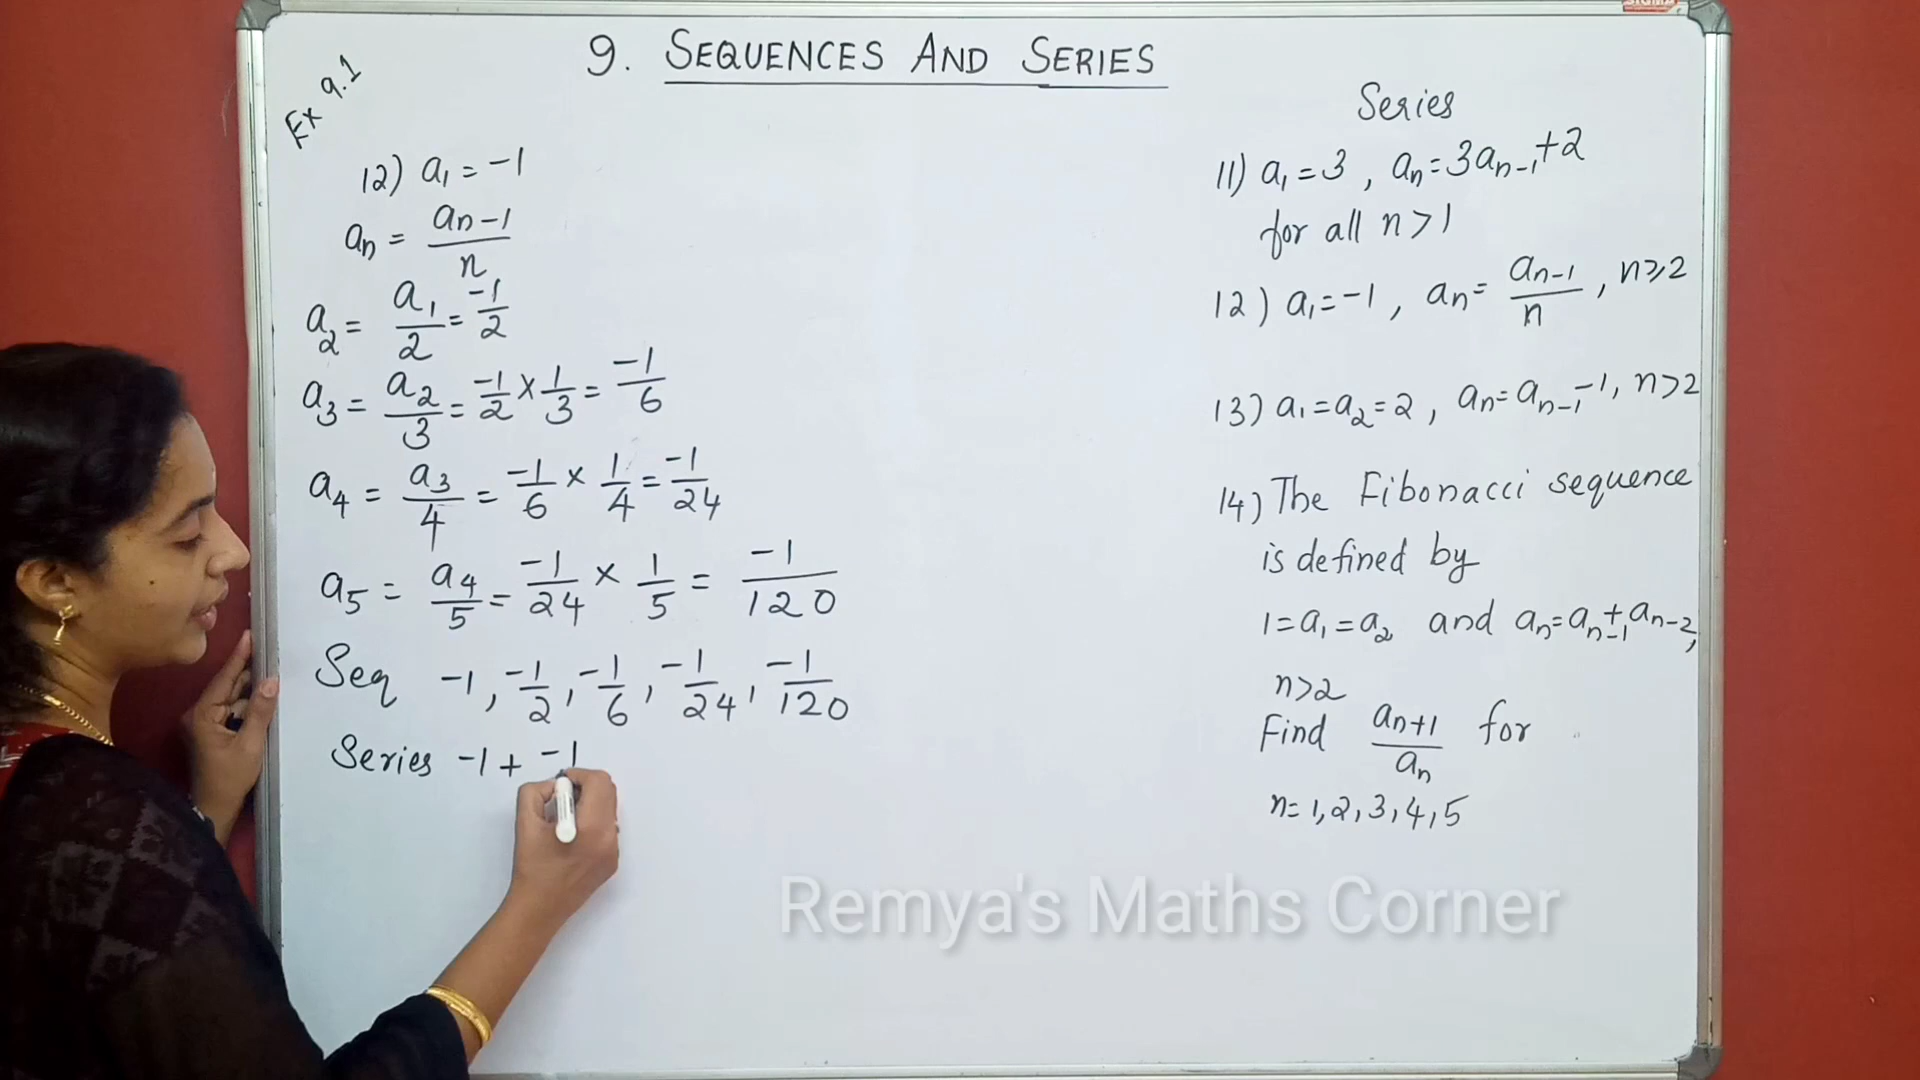 9. SEQUENCES AND SERIES
Ex 9.1
12) a₁ = -1
aₙ = aₙ₋₁/n
a₂ = a₁/2 = -1/2
a₃ = a₂/3 = -1/2 × 1/3 = -1/6
a₄ = a₃/4 = -1/6 × 1/4 = -1/24
a₅ = a₄/5 = -1/24 × 1/5 = -1/120
Seq -1, -1/2, -1/6, -1/24, -1/120
Series -1 + -1
Series
11) a₁ = 3, aₙ = 3aₙ₋₁ + 2
for all n > 1
12) a₁ = -1, aₙ = aₙ₋₁/n, n ≥ 2
13) a₁ = a₂ = 2, aₙ = aₙ₋₁ - 1, n > 2
14) The Fibonacci sequence
is defined by
1 = a₁ = a₂ and aₙ = aₙ₋₁ + aₙ₋₂,
n > 2
Find aₙ₊₁/aₙ for
n = 1, 2, 3, 4, 5
Remya's Maths Corner